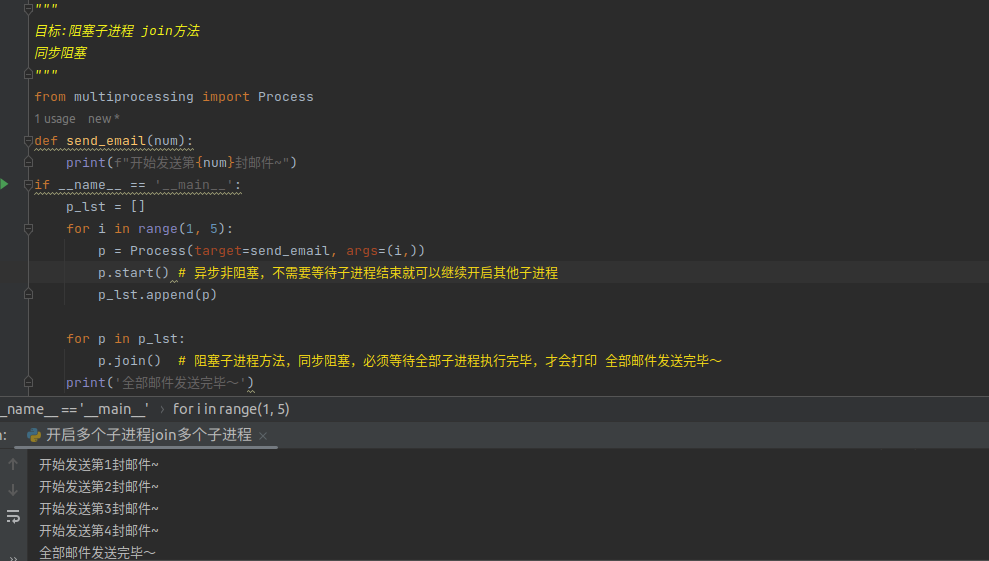 """
目标:阻塞子进程 join方法
同步阻塞
"""
from multiprocessing import Process
1 usage new *
def send_email(num):
    print(f"开始发送第{num}封邮件~")
if __name__ == '__main__':
    p_lst = []
    for i in range(1, 5):
        p = Process(target=send_email, args=(i,))
        p.start() # 异步非阻塞，不需要等待子进程结束就可以继续开启其他子进程
        p_lst.append(p)
    for p in p_lst:
        p.join()  # 阻塞子进程方法，同步阻塞，必须等待全部子进程执行完毕，才会打印 全部邮件发送完毕～
    print('全部邮件发送完毕～')
_name__ == '__main__' › for i in range(1, 5)
开启多个子进程join多个子进程 ×
开始发送第1封邮件~
开始发送第2封邮件~
开始发送第3封邮件~
开始发送第4封邮件~
全部邮件发送完毕～